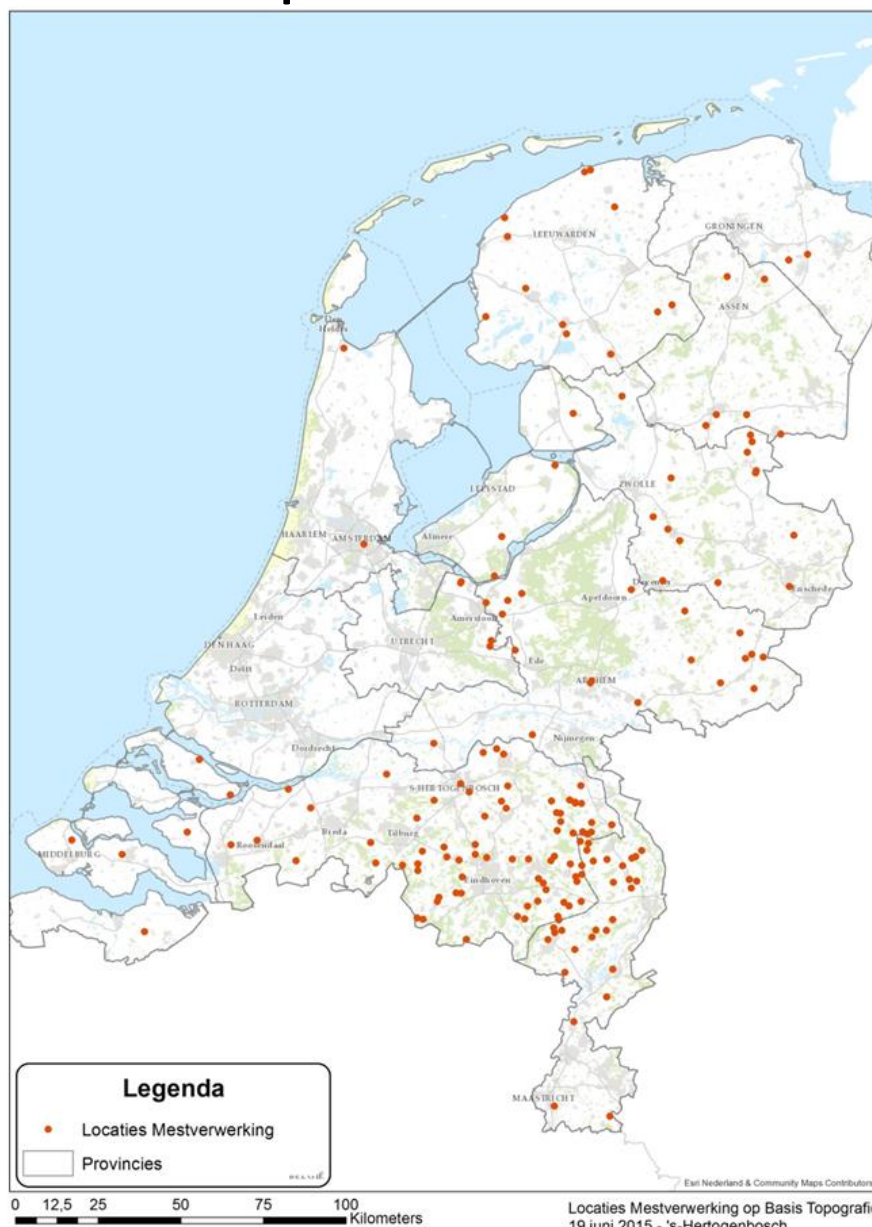 LEEUWARDEN
GRONINGEN
ASSEN
Den
Helder
ZWOLLE
LELYSTAD
HAARLEM
AMSTERDAM
Almere
Deventer
Enschede
Apeldoorn
Leiden
Amersfoort
UTRECHT
DEN HAAG
Delft
Ede
ARNHEM
ROTTERDAM
Nijmegen
Dordrecht
'S-HERTOGENBOSCH
Breda
Tilburg
Roosendaal
MIDDELBURG
Eindhoven
MAASTRICHT
Legenda
Locaties Mestverwerking
Provincies
Esri Nederland & Community Maps Contributors
0 12,5 25 50 75 100
Kilometers
Locaties Mestverwerking op Basis Topografie
19 juni 2015 - 's-Hertogenbosch